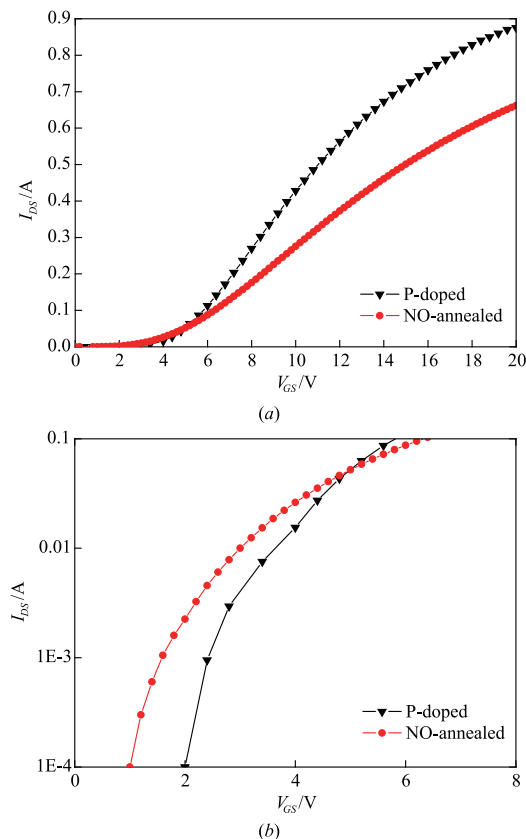 0.9
0.8
0.7
0.6
0.5
0.4
0.3
0.2
0.1
0.0
I_DS/A
P-doped
NO-annealed
0 2 4 6 8 10 12 14 16 18 20
V_GS/V
(a)
0.1
0.01
1E-3
1E-4
I_DS/A
P-doped
NO-annealed
0 2 4 6 8
V_GS/V
(b)